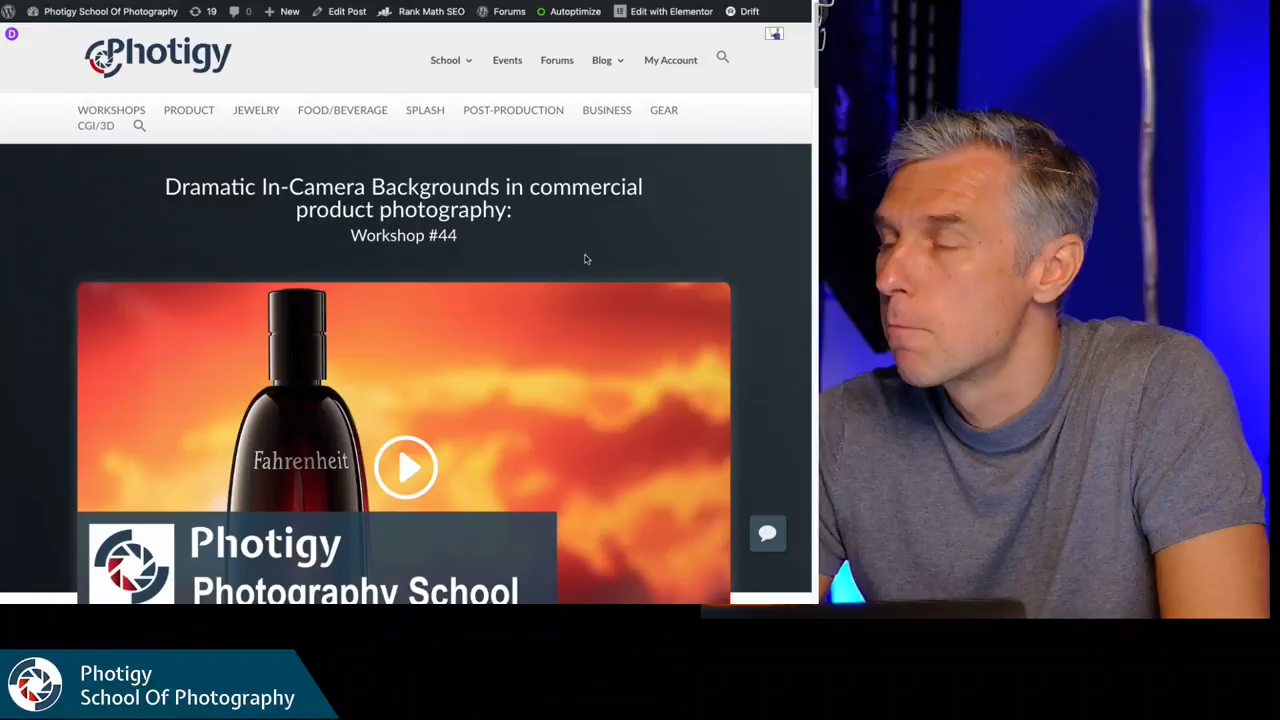 Photigy School Of Photography 19 0 New Edit Post Rank Math SEO Forums Autoptimize Edit with Elementor Drift
D
Photigy School Events Forums Blog My Account
WORKSHOPS PRODUCT JEWELRY FOOD/BEVERAGE SPLASH POST-PRODUCTION BUSINESS GEAR
CGI/3D
Dramatic In-Camera Backgrounds in commercial
product photography:
Workshop #44
Fahrenheit
Photigy
Photography School
Photigy
School Of Photography